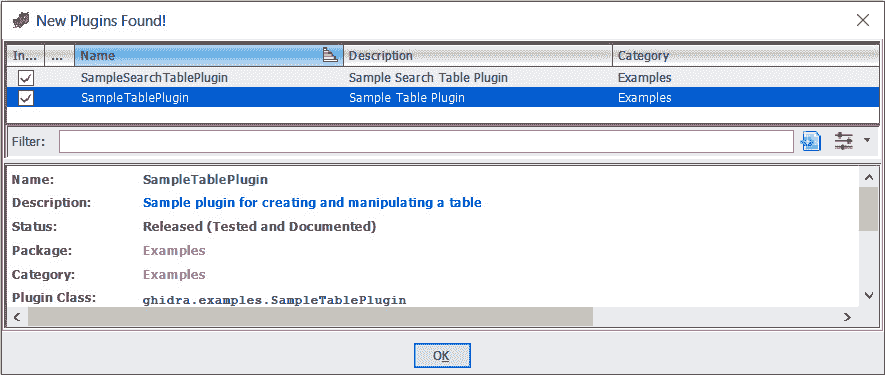 New Plugins Found!
In... ... Name Description Category
SampleSearchTablePlugin Sample Search Table Plugin Examples
SampleTablePlugin Sample Table Plugin Examples
Filter:
Name: SampleTablePlugin
Description: Sample plugin for creating and manipulating a table
Status: Released (Tested and Documented)
Package: Examples
Category: Examples
Plugin Class: ghidra.examples.SampleTablePlugin
OK